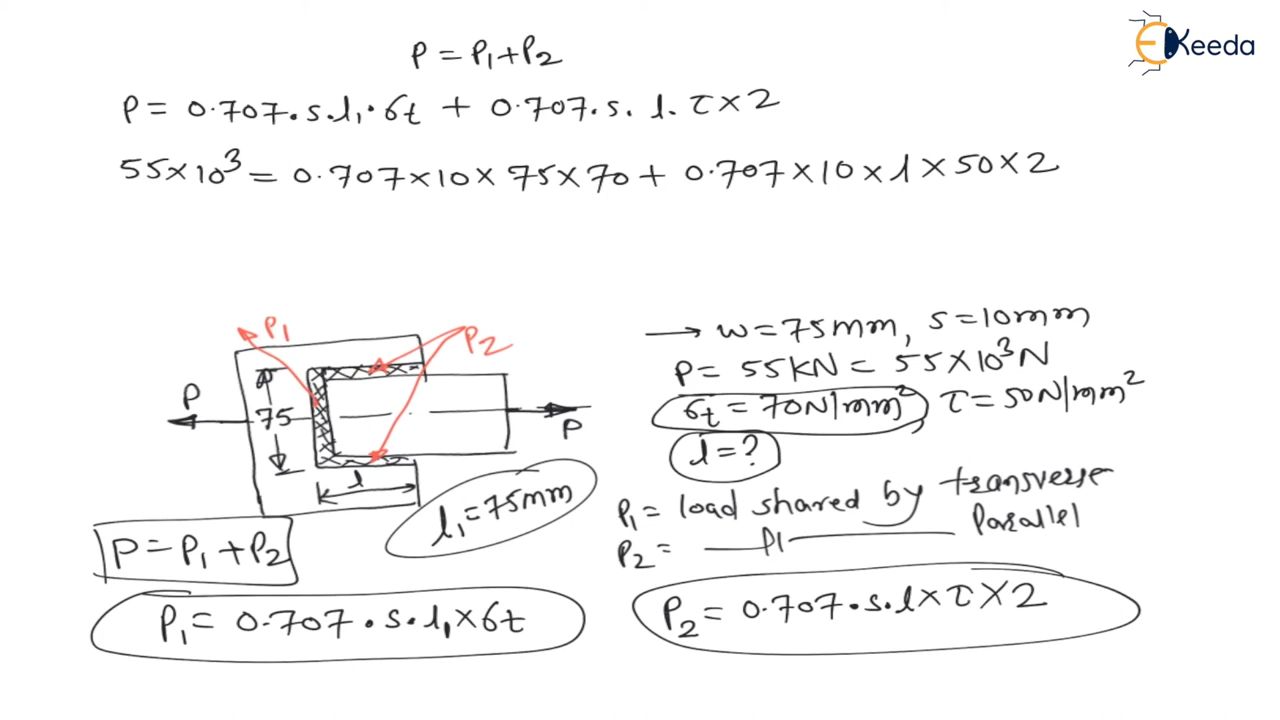 Keeda
P = P₁+P₂
P = 0.707.s.l₁.σt + 0.707.s.l.τ×2
55×10³ = 0.707×10×75×70 + 0.707×10×l×50×2
P₁
P₂
P
75
P
l
l₁=75mm
→ w=75mm, s=10mm
P = 55KN = 55×10³N
σt = 70N/mm², τ=50N/mm²
l=?
P₁ = load shared by transverse
P₂ = —— p1 —— Parallel
P = P₁+P₂
P₁ = 0.707.s.l₁×σt
P₂ = 0.707.s.l×τ×2